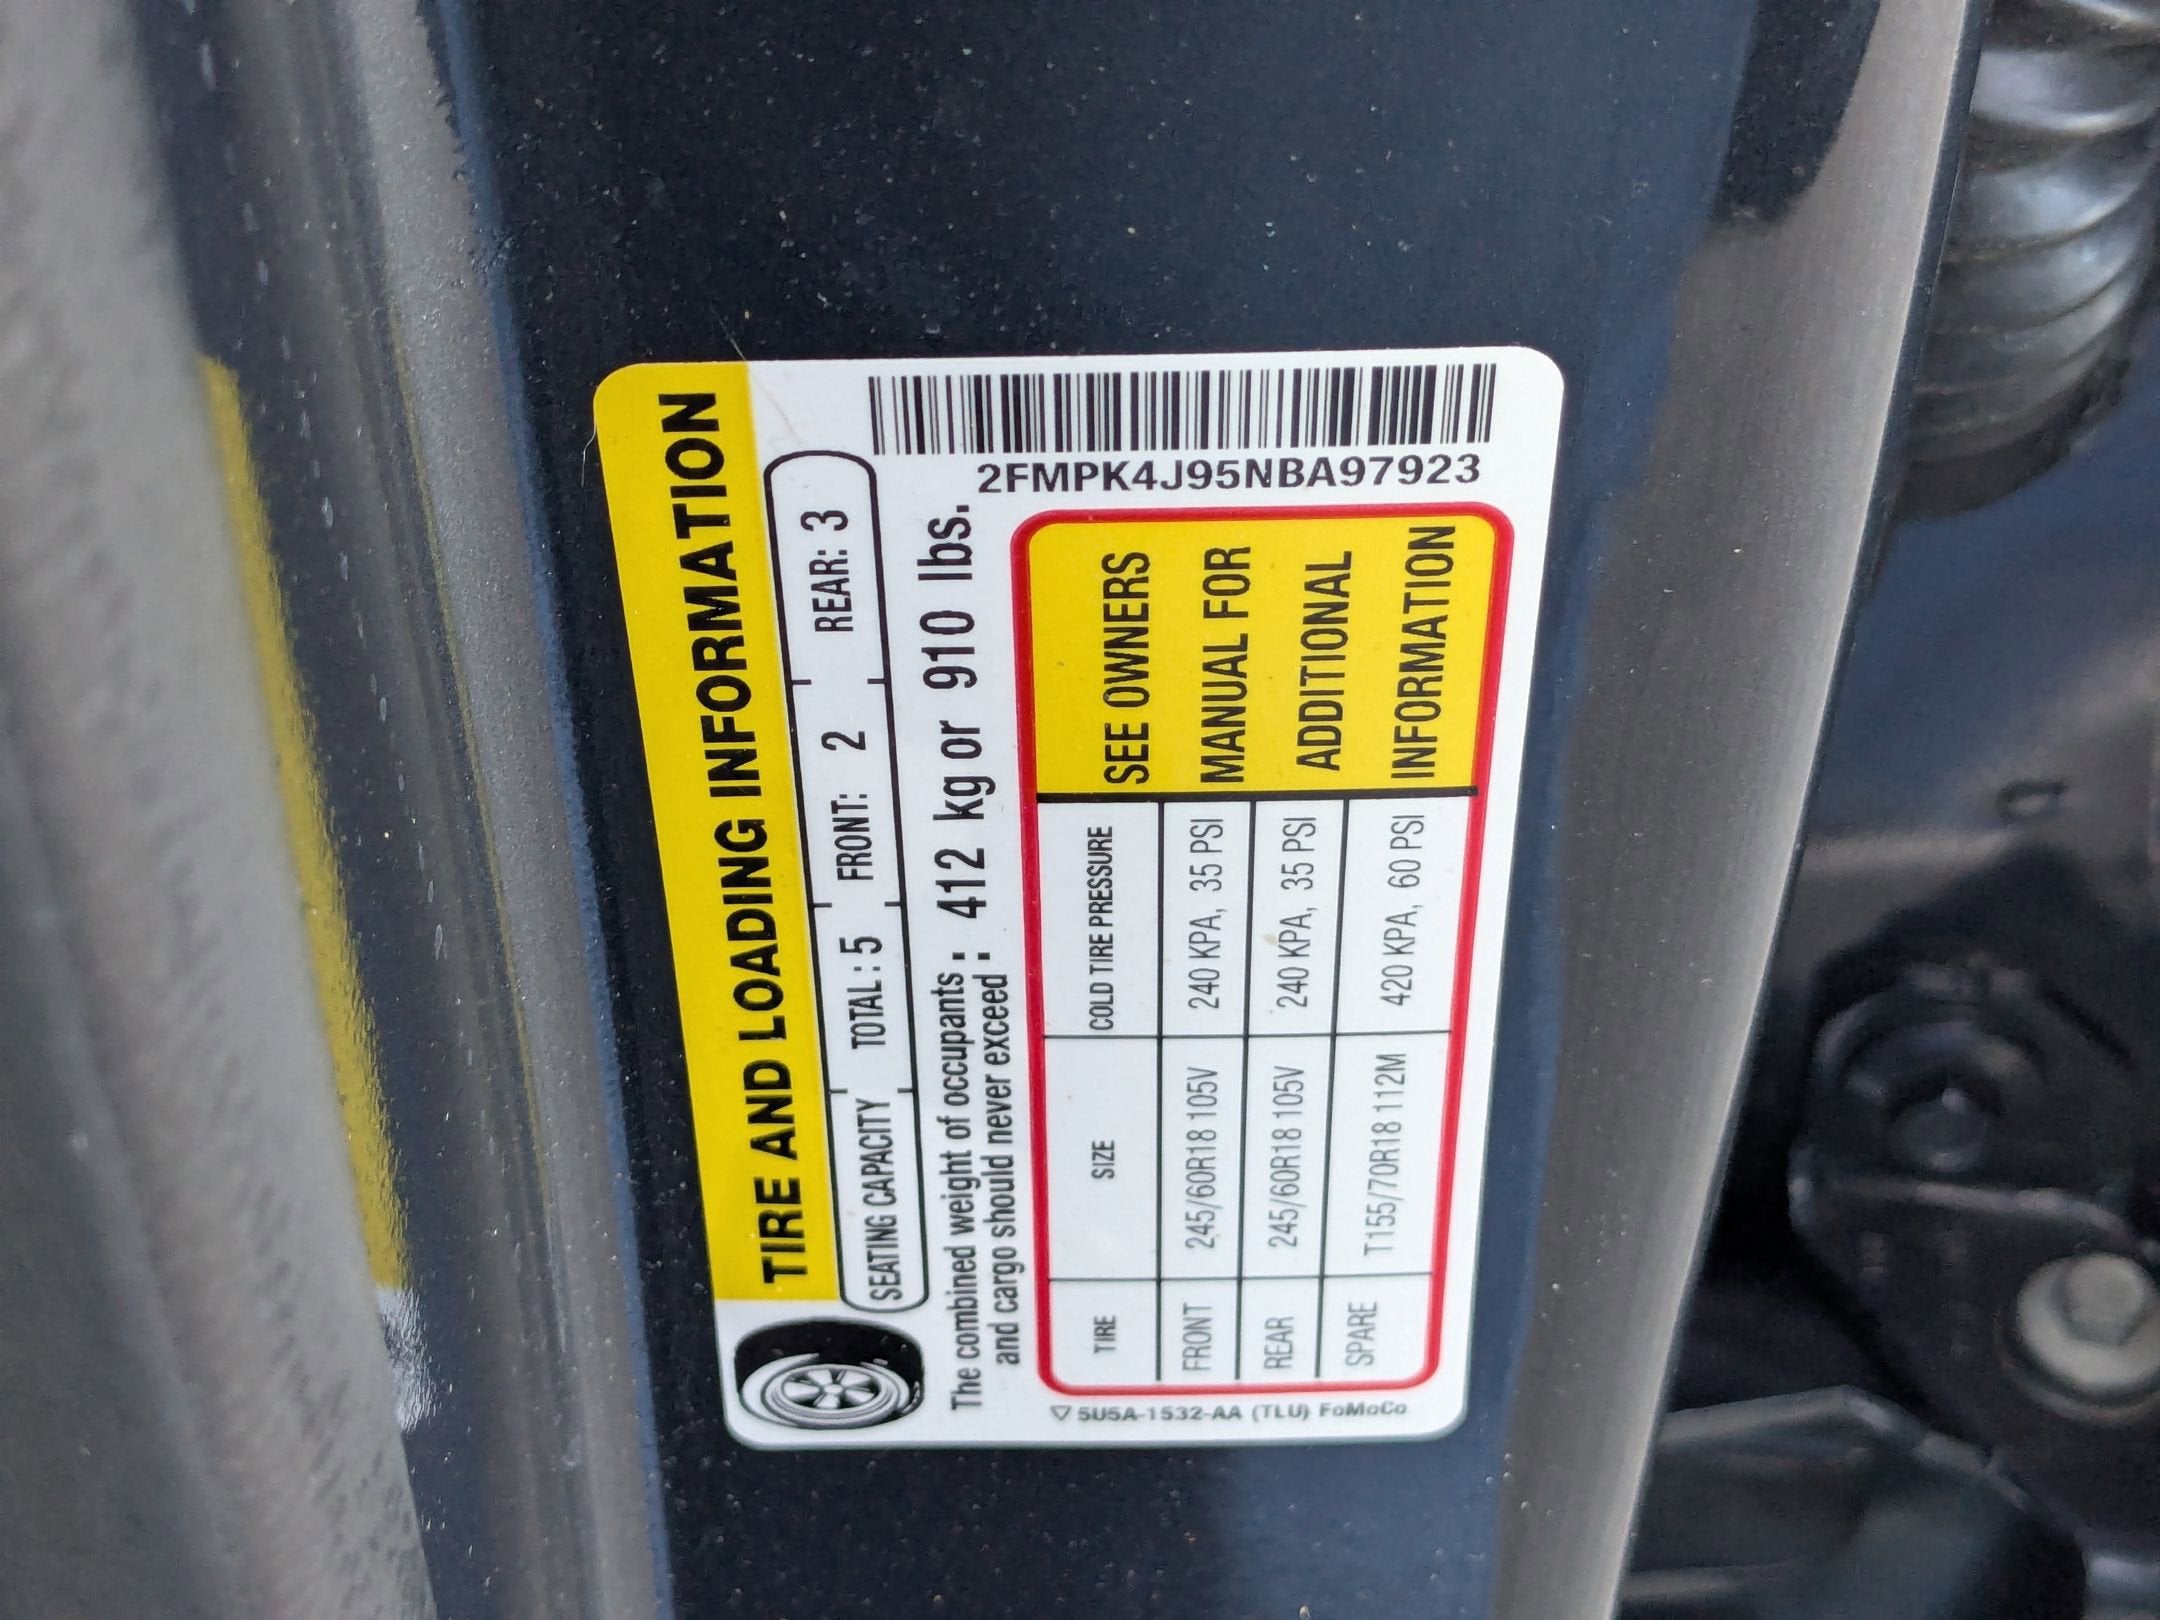 TIRE AND LOADING INFORMATION
SEATING CAPACITY TOTAL : 5 FRONT: 2 REAR: 3
The combined weight of occupants : 412 kg or 910 lbs.
and cargo should never exceed :
2FMPK4J95NBA97923
TIRE SIZE COLD TIRE PRESSURE
FRONT 245/60R18 105V 240 KPA, 35 PSI
REAR 245/60R18 105V 240 KPA, 35 PSI
SPARE T155/70R18 112M 420 KPA, 60 PSI
SEE OWNERS
MANUAL FOR
ADDITIONAL
INFORMATION
5U5A-1532-AA (TLU) FoMoCo